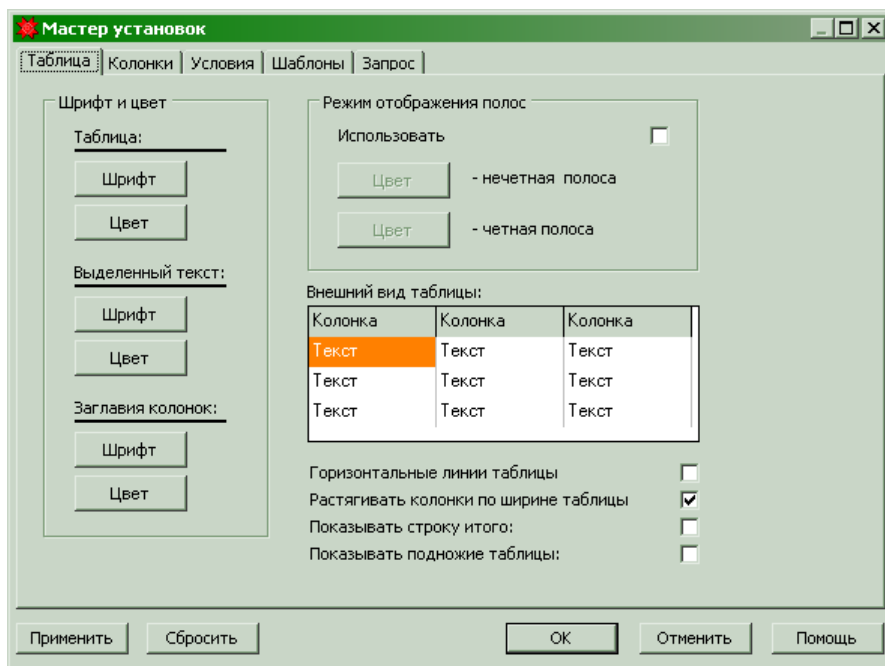 Мастер установок
Таблица Колонки Условия Шаблоны Запрос
Шрифт и цвет
Таблица:
Шрифт
Цвет
Выделенный текст:
Шрифт
Цвет
Заглавия колонок:
Шрифт
Цвет
Режим отображения полос
Использовать
Цвет - нечетная полоса
Цвет - четная полоса
Внешний вид таблицы:
Колонка Колонка Колонка
Текст Текст Текст
Текст Текст Текст
Текст Текст Текст
Горизонтальные линии таблицы
Растягивать колонки по ширине таблицы
Показывать строку итого:
Показывать подножие таблицы:
Применить Сбросить OK Отменить Помощь